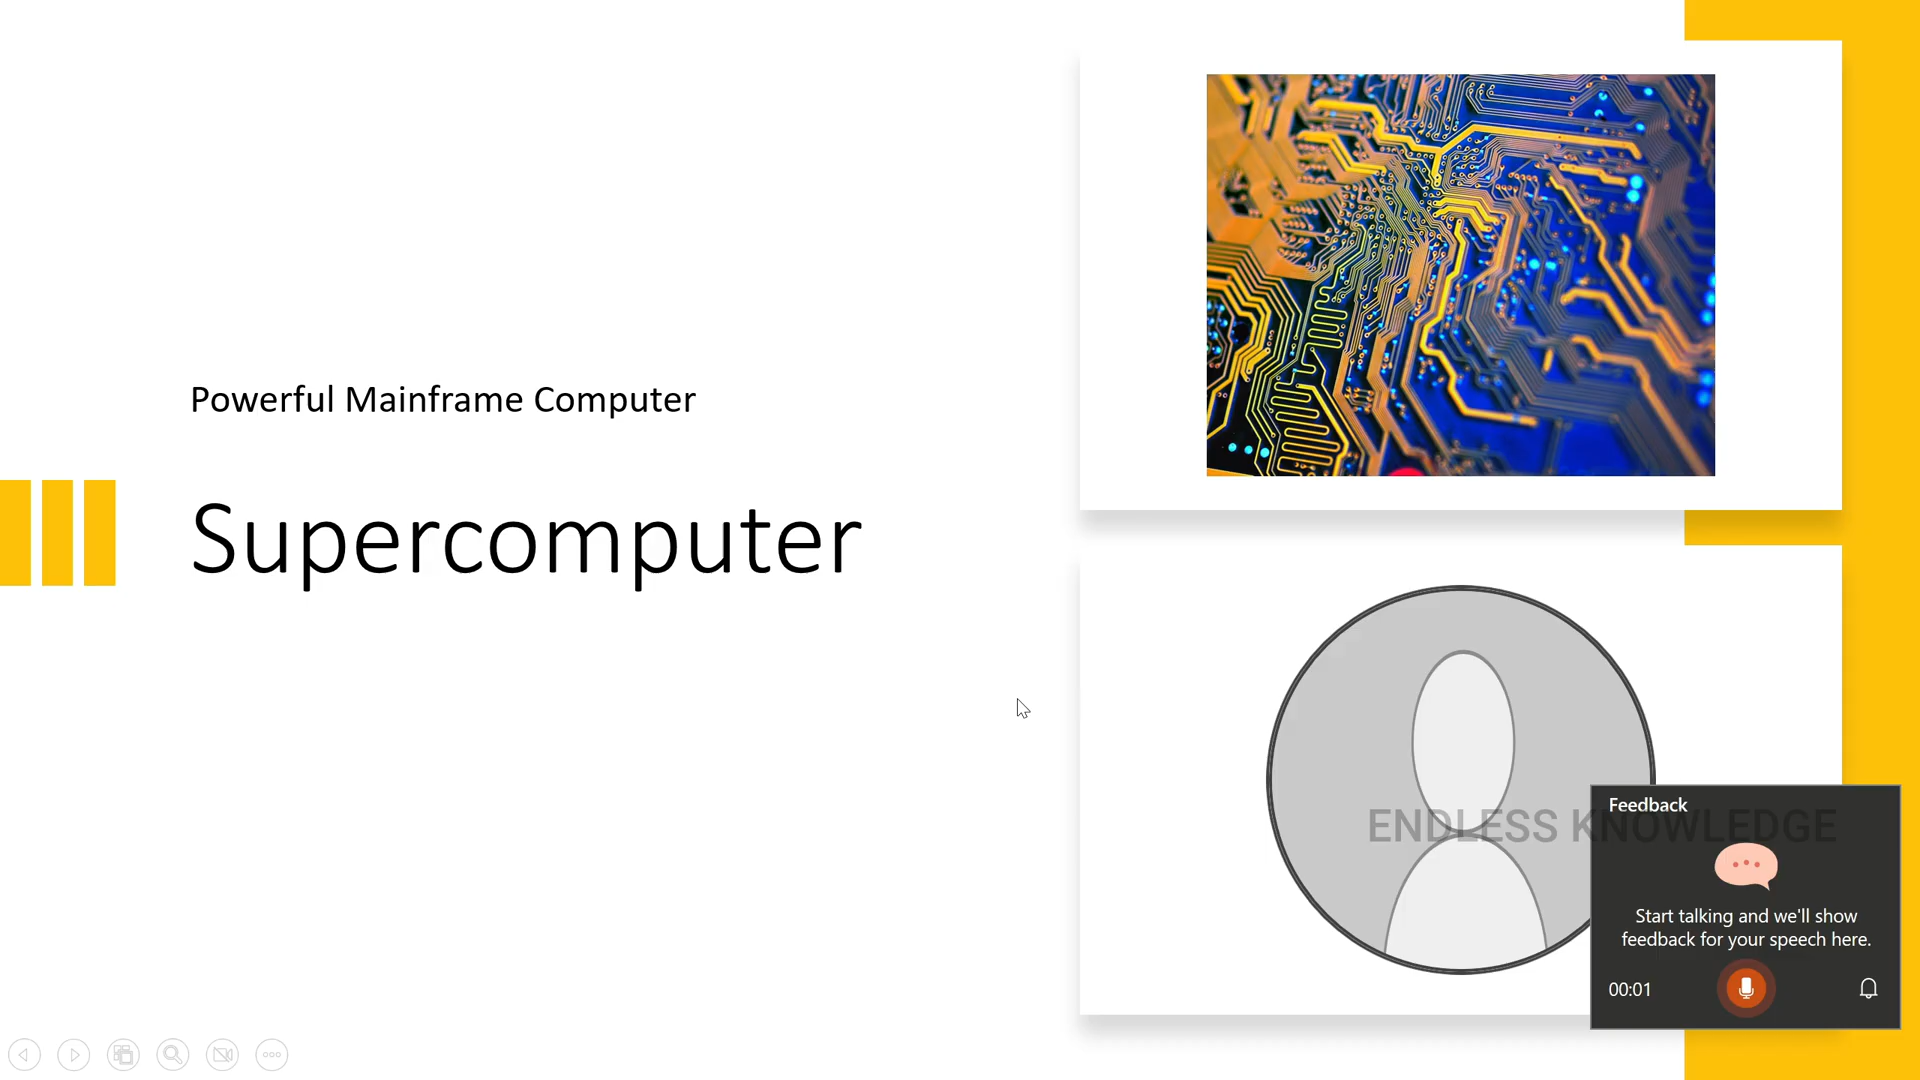 Powerful Mainframe Computer
Supercomputer
ENDLESS KNOWLEDGE
Feedback
Start talking and we'll show
feedback for your speech here.
00:01